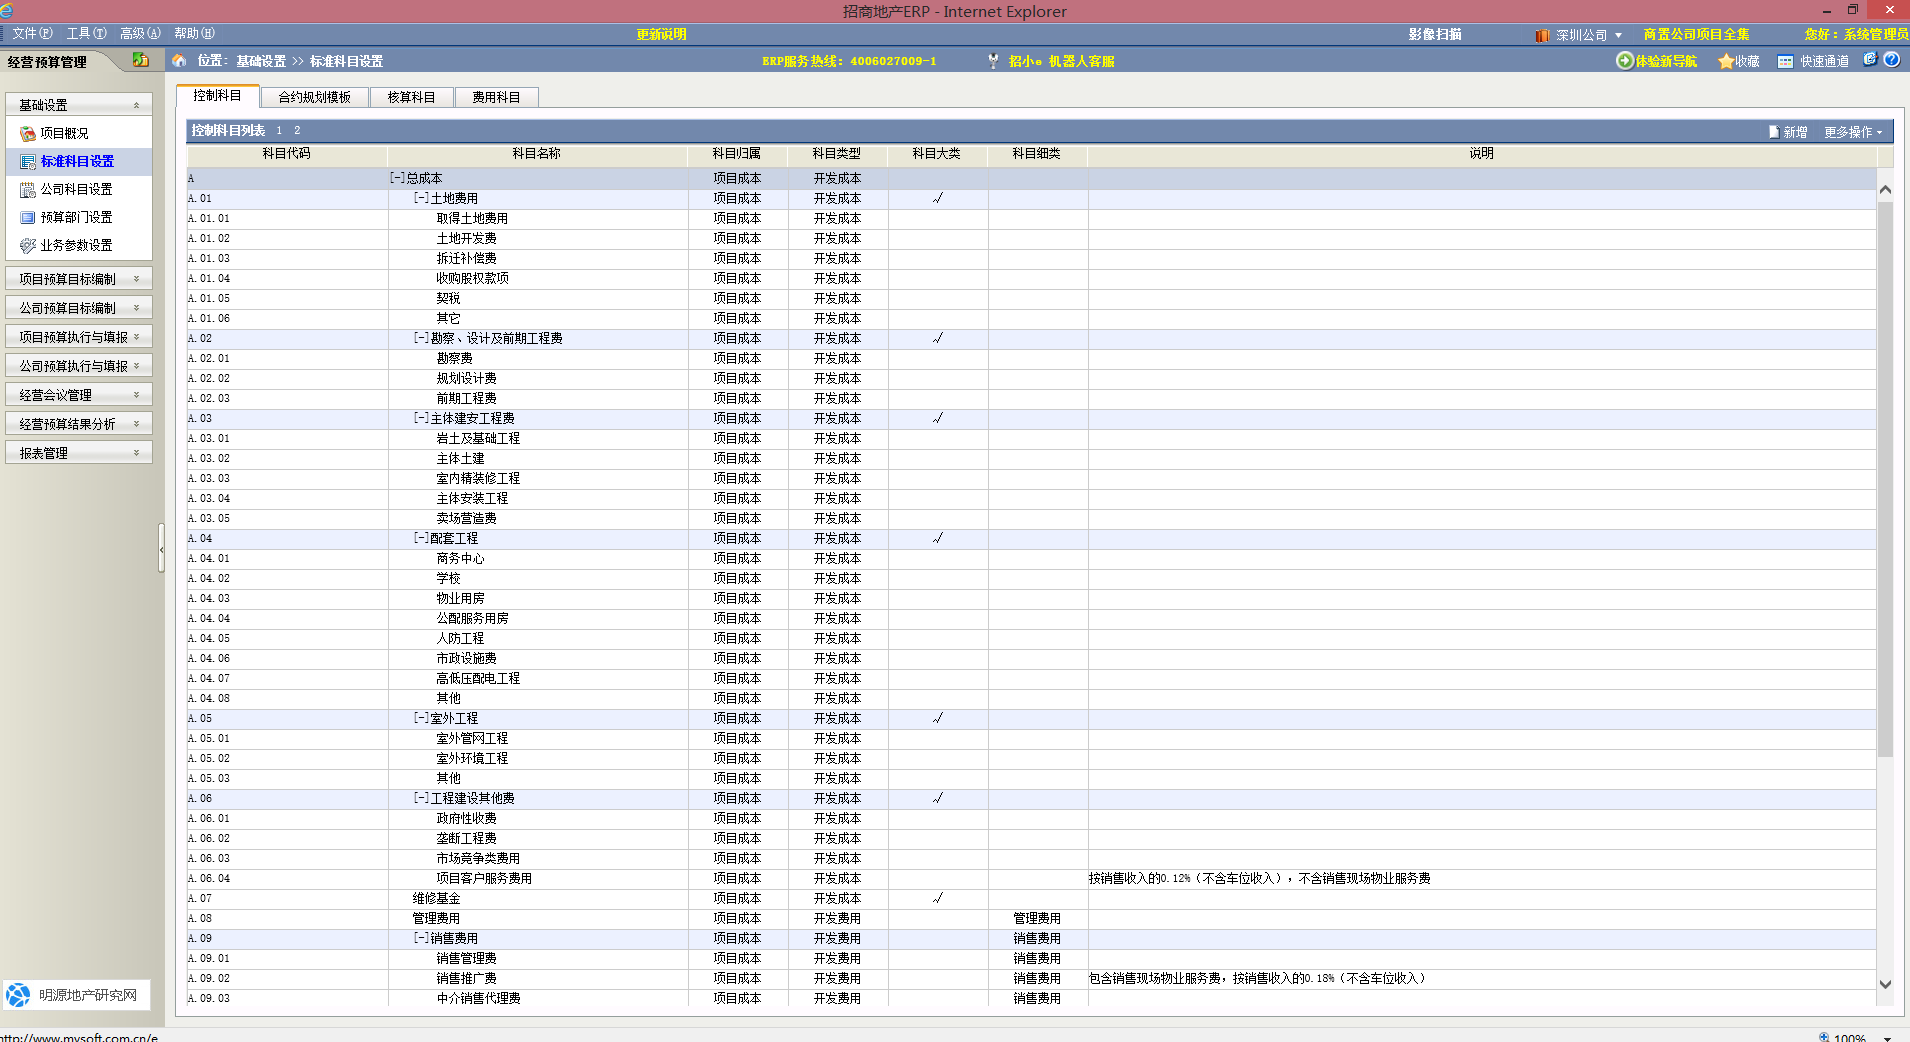 招商地产ERP - Internet Explorer
文件(F) 工具(T) 高级(A) 帮助(H) 更新说明 影像扫描 深圳公司 商置公司项目全集 您好：系统管理员
经营预算管理 位置： 基础设置 >> 标准科目设置 ERP服务热线：4006027009-1 招小e 机器人客服 体验新导航 收藏 快速通道
控制科目 合约规划模板 核算科目 费用科目
基础设置
项目概况
标准科目设置
公司科目设置
预算部门设置
业务参数设置
项目预算目标编制
公司预算目标编制
项目预算执行与填报
公司预算执行与填报
经营会议管理
经营预算结果分析
报表管理
明源地产研究网
控制科目列表 1 2 新增 更多操作
科目代码 科目名称 科目归属 科目类型 科目大类 科目细类 说明
A [-]总成本 项目成本 开发成本
A.01 [-]土地费用 项目成本 开发成本 √
A.01.01 取得土地费用 项目成本 开发成本
A.01.02 土地开发费 项目成本 开发成本
A.01.03 拆迁补偿费 项目成本 开发成本
A.01.04 收购股权款项 项目成本 开发成本
A.01.05 契税 项目成本 开发成本
A.01.06 其它 项目成本 开发成本
A.02 [-]勘察、设计及前期工程费 项目成本 开发成本 √
A.02.01 勘察费 项目成本 开发成本
A.02.02 规划设计费 项目成本 开发成本
A.02.03 前期工程费 项目成本 开发成本
A.03 [-]主体建安工程费 项目成本 开发成本 √
A.03.01 岩土及基础工程 项目成本 开发成本
A.03.02 主体土建 项目成本 开发成本
A.03.03 室内精装修工程 项目成本 开发成本
A.03.04 主体安装工程 项目成本 开发成本
A.03.05 卖场营造费 项目成本 开发成本
A.04 [-]配套工程 项目成本 开发成本 √
A.04.01 商务中心 项目成本 开发成本
A.04.02 学校 项目成本 开发成本
A.04.03 物业用房 项目成本 开发成本
A.04.04 公配服务用房 项目成本 开发成本
A.04.05 人防工程 项目成本 开发成本
A.04.06 市政设施费 项目成本 开发成本
A.04.07 高低压配电工程 项目成本 开发成本
A.04.08 其他 项目成本 开发成本
A.05 [-]室外工程 项目成本 开发成本 √
A.05.01 室外管网工程 项目成本 开发成本
A.05.02 室外环境工程 项目成本 开发成本
A.05.03 其他 项目成本 开发成本
A.06 [-]工程建设其他费 项目成本 开发成本 √
A.06.01 政府性收费 项目成本 开发成本
A.06.02 垄断工程费 项目成本 开发成本
A.06.03 市场竞争类费用 项目成本 开发成本
A.06.04 项目客户服务费用 项目成本 开发成本 按销售收入的0.12%（不含车位收入），不含销售现场物业服务费
A.07 维修基金 项目成本 开发成本 √
A.08 管理费用 项目成本 开发费用 管理费用
A.09 [-]销售费用 项目成本 开发费用 销售费用
A.09.01 销售管理费 项目成本 开发费用 销售费用
A.09.02 销售推广费 项目成本 开发费用 销售费用 包含销售现场物业服务费，按销售收入的0.18%（不含车位收入）
A.09.03 中介销售代理费 项目成本 开发费用 销售费用
http://www.mysoft.com.cn/e 100%